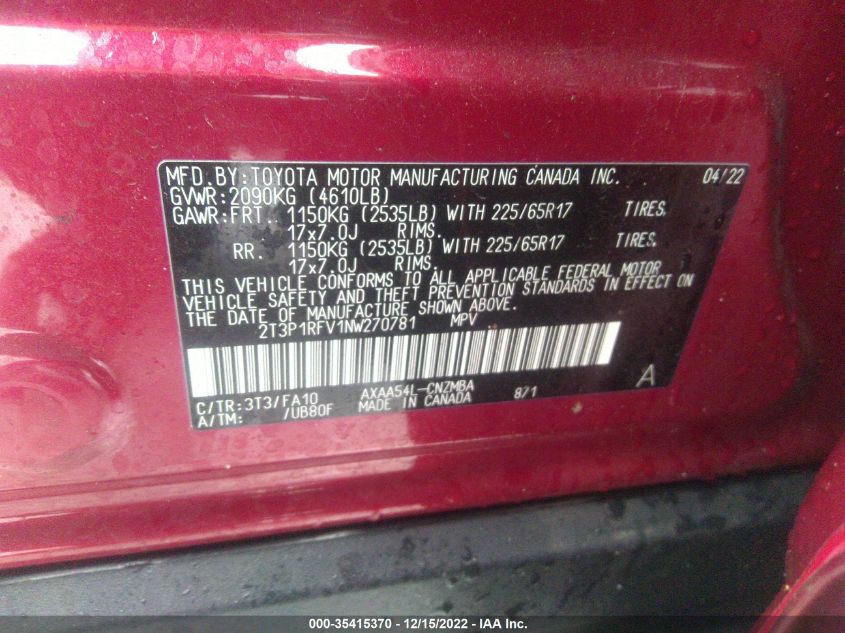 MFD.BY:TOYOTA MOTOR MANUFACTURING CANADA INC. 04/22
GVWR:2090KG (4610LB)
GAWR:FRT. 1150KG (2535LB) WITH 225/65R17 TIRES,
17x7.0J RIMS.
RR. 1150KG (2535LB) WITH 225/65R17 TIRES,
17x7.0J RIMS.
THIS VEHICLE CONFORMS TO ALL APPLICABLE FEDERAL MOTOR
VEHICLE SAFETY AND THEFT PREVENTION STANDARDS IN EFFECT ON
THE DATE OF MANUFACTURE SHOWN ABOVE.
2T3P1RFV1NW270781 MPV
C/TR:3T3/FA10 AXAA54L-CNZMBA 871 A
A/TM: /UB80F MADE IN CANADA
000-35415370 - 12/15/2022 - IAA Inc.